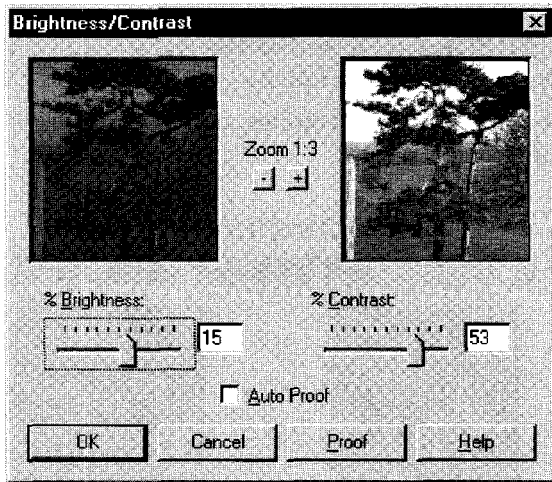 Brightness/Contrast
Zoom 1:3
- +
% Brightness:
% Contrast:
15
53
Auto Proof
OK Cancel Proof Help